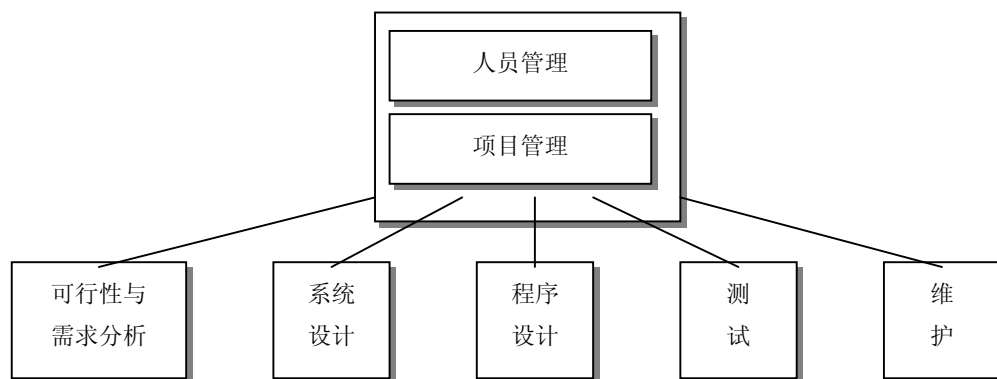 人员管理
项目管理
可行性与
需求分析
系统
设计
程序
设计
测
试
维
护